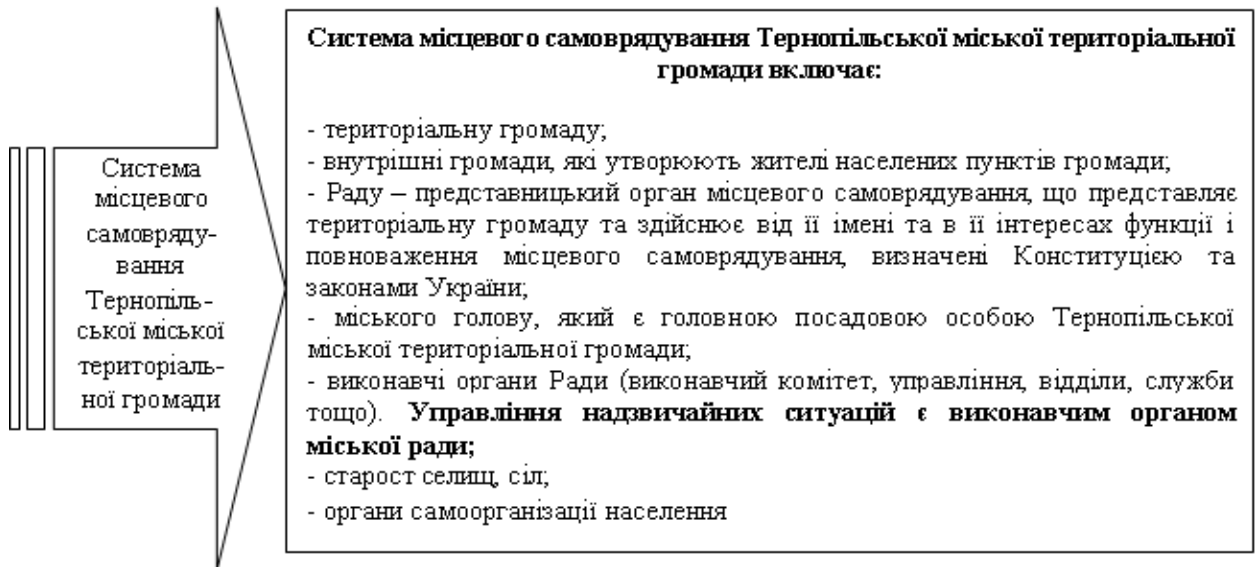 Система
місцевого
самовряду-
вання
Тернопіль-
ської міської
територіаль-
ної громади
Система місцевого самоврядування Тернопільської міської територіальної
громади включає:
- територіальну громаду;
- внутрішні громади, які утворюють жителі населених пунктів громади;
- Раду – представницький орган місцевого самоврядування, що представляє
територіальну громаду та здійснює від її імені та в її інтересах функції і
повноваження місцевого самоврядування, визначені Конституцією та
законами України;
- міського голову, який є головною посадовою особою Тернопільської
міської територіальної громади;
- виконавчі органи Ради (виконавчий комітет, управління, відділи, служби
тощо). Управління надзвичайних ситуацій є виконавчим органом
міської ради;
- старост селищ, сіл;
- органи самоорганізації населення